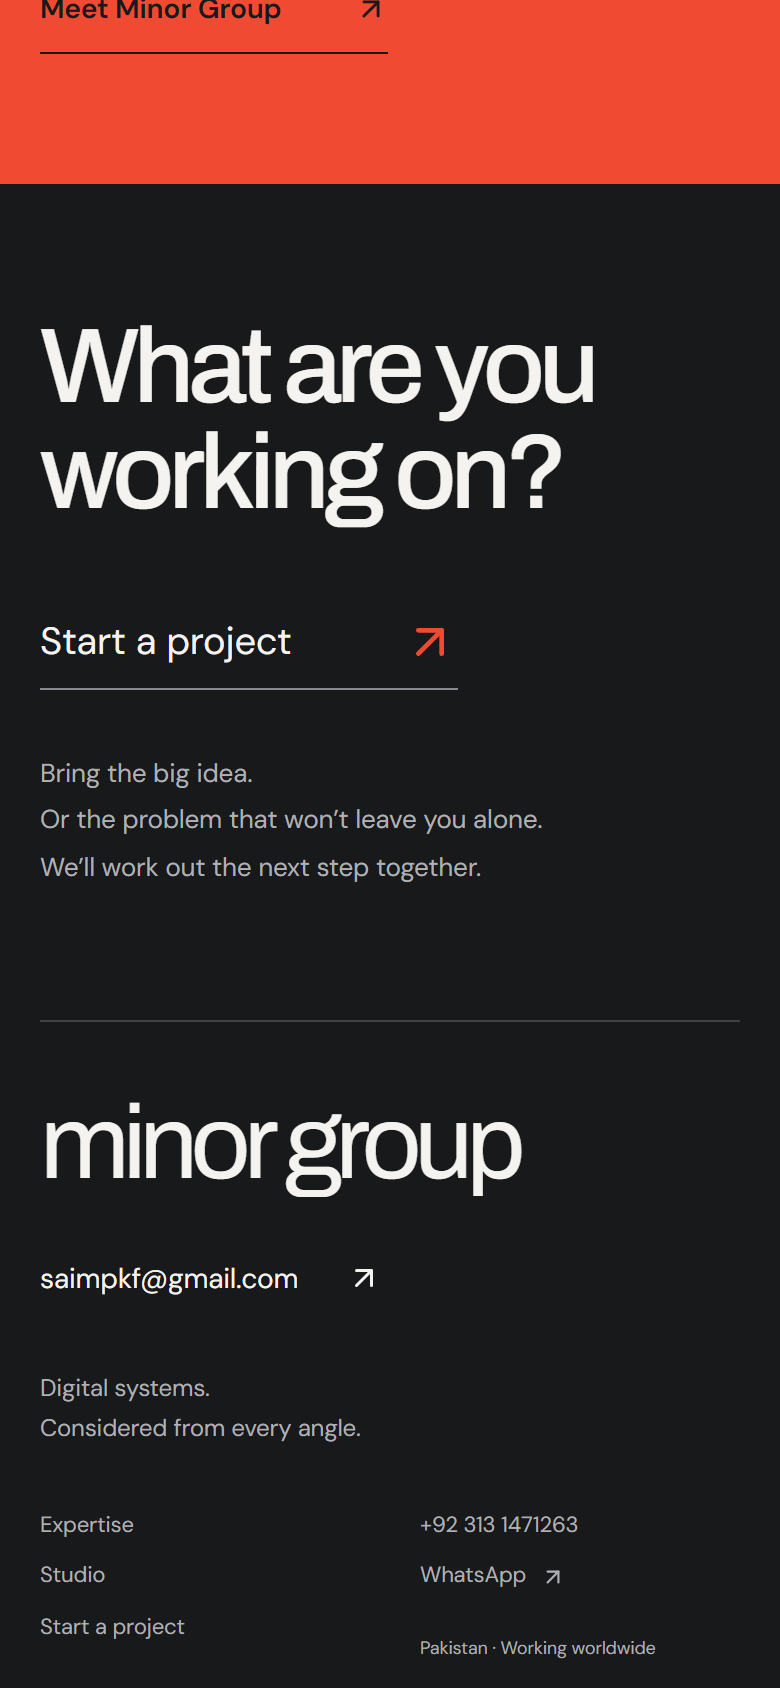 Meet Minor Group
What are you
working on?
Start a project
Bring the big idea.
Or the problem that won’t leave you alone.
We’ll work out the next step together.
minor group
saimpkf@gmail.com
Digital systems.
Considered from every angle.
Expertise
Studio
Start a project
+92 313 1471263
WhatsApp
Pakistan · Working worldwide